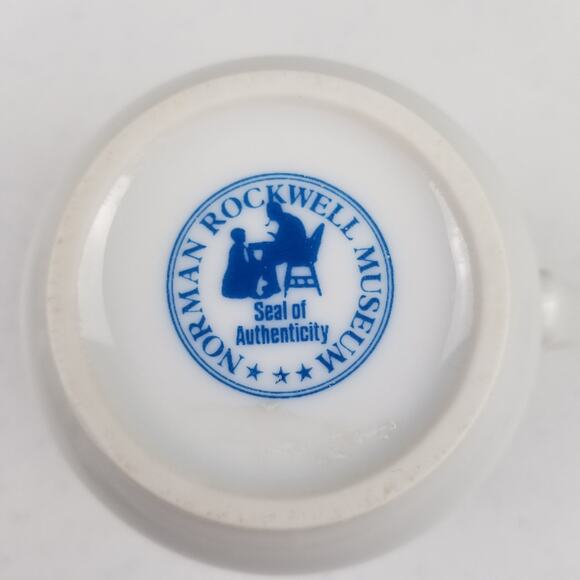 NORMAN ROCKWELL MUSEUM
Seal of
Authenticity